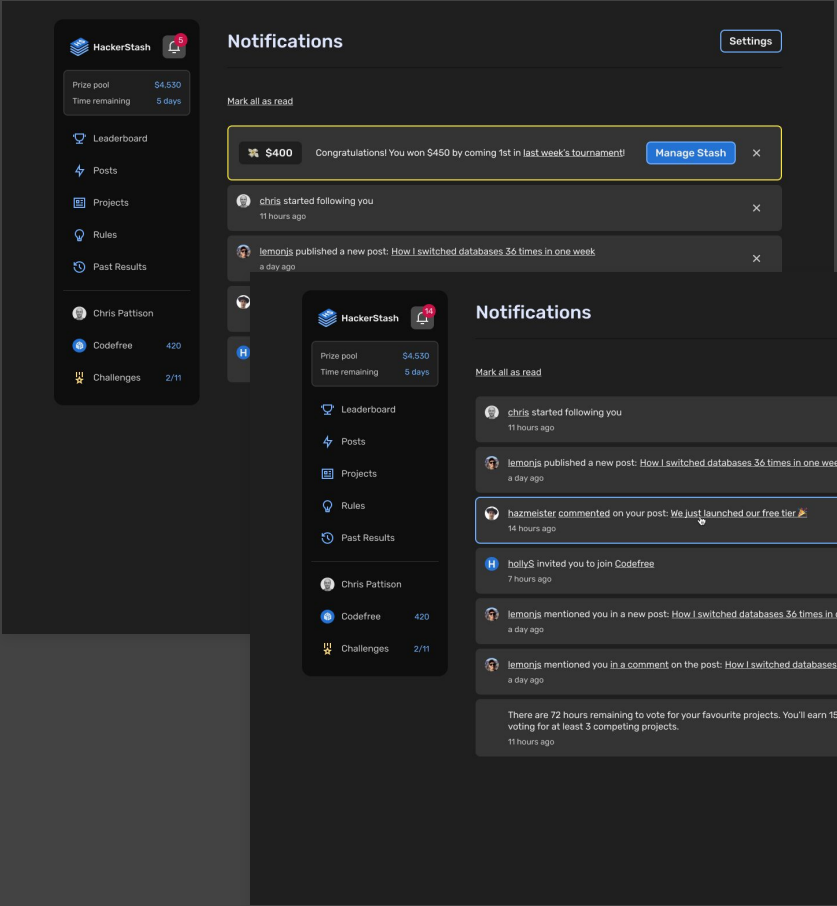 HackerStash
5
Notifications
Settings
Prize pool $4,530
Time remaining 5 days
Mark all as read
Leaderboard
Posts
Projects
Rules
Past Results
Chris Pattison
Codefree 420
Challenges 2/11
$400 Congratulations! You won $450 by coming 1st in last week's tournament! Manage Stash
chris started following you
11 hours ago
lemonjs published a new post: How I switched databases 36 times in one week
a day ago
H
HackerStash
14
Notifications
Prize pool $4,530
Time remaining 5 days
Mark all as read
Leaderboard
Posts
Projects
Rules
Past Results
Chris Pattison
Codefree 420
Challenges 2/11
chris started following you
11 hours ago
lemonjs published a new post: How I switched databases 36 times in one wee
a day ago
hazmeister commented on your post: We just launched our free tier 🎉
14 hours ago
H
hollyS invited you to join Codefree
7 hours ago
lemonjs mentioned you in a new post: How I switched databases 36 times in
a day ago
lemonjs mentioned you in a comment on the post: How I switched databases
a day ago
There are 72 hours remaining to vote for your favourite projects. You'll earn 15
voting for at least 3 competing projects.
11 hours ago